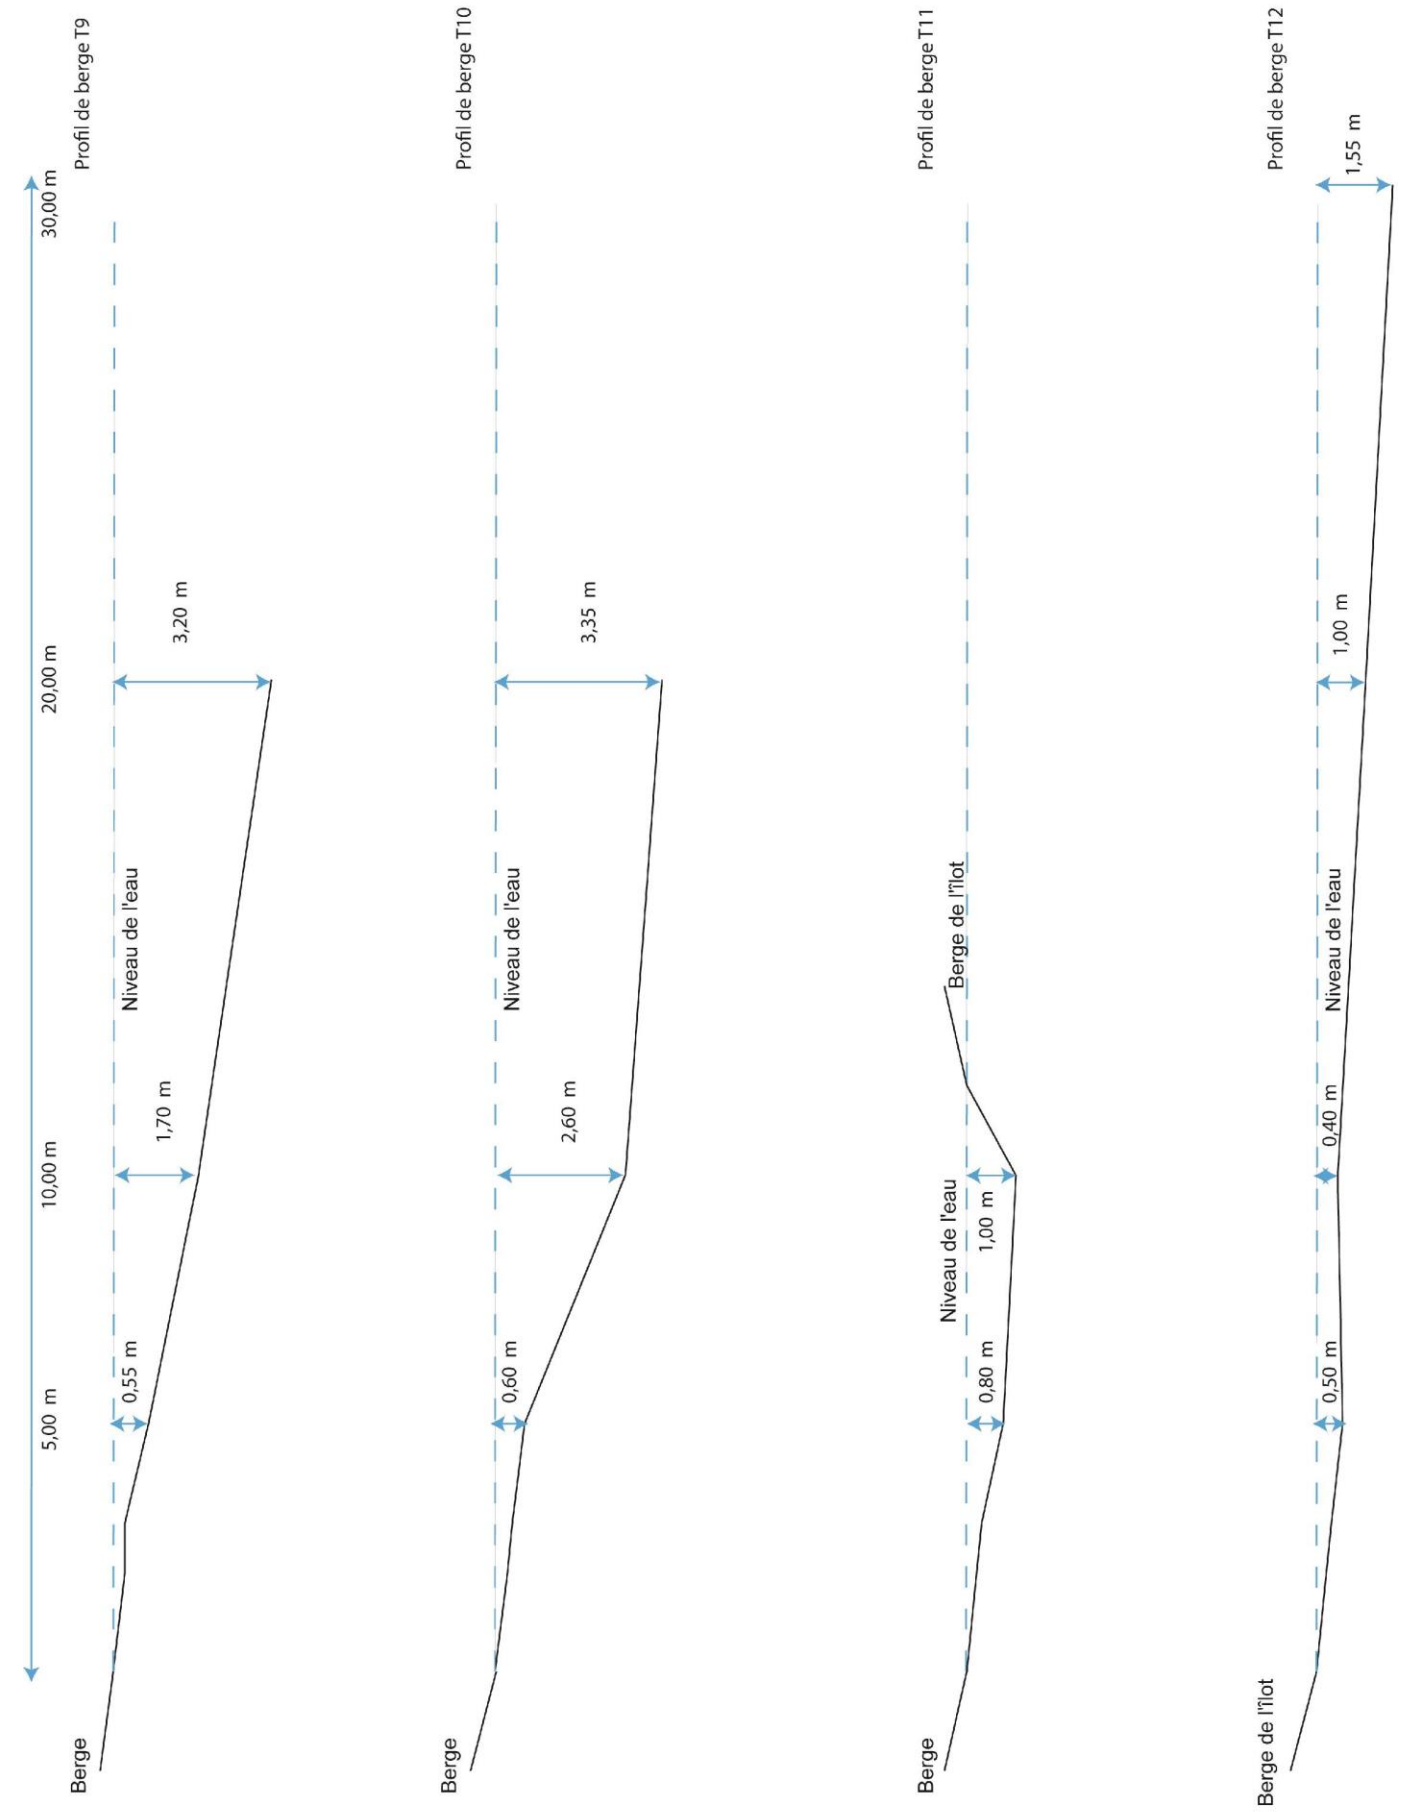 5,00 m
10,00 m
20,00 m
30,00 m
Profil de berge T9
Berge
0,55 m
1,70 m
Niveau de l'eau
3,20 m
Profil de berge T10
Berge
0,60 m
2,60 m
Niveau de l'eau
3,35 m
Profil de berge T11
Berge
0,80 m
1,00 m
Niveau de l'eau
Berge de l'îlot
Profil de berge T12
Berge de l'îlot
0,50 m
0,40 m
Niveau de l'eau
1,00 m
1,55 m